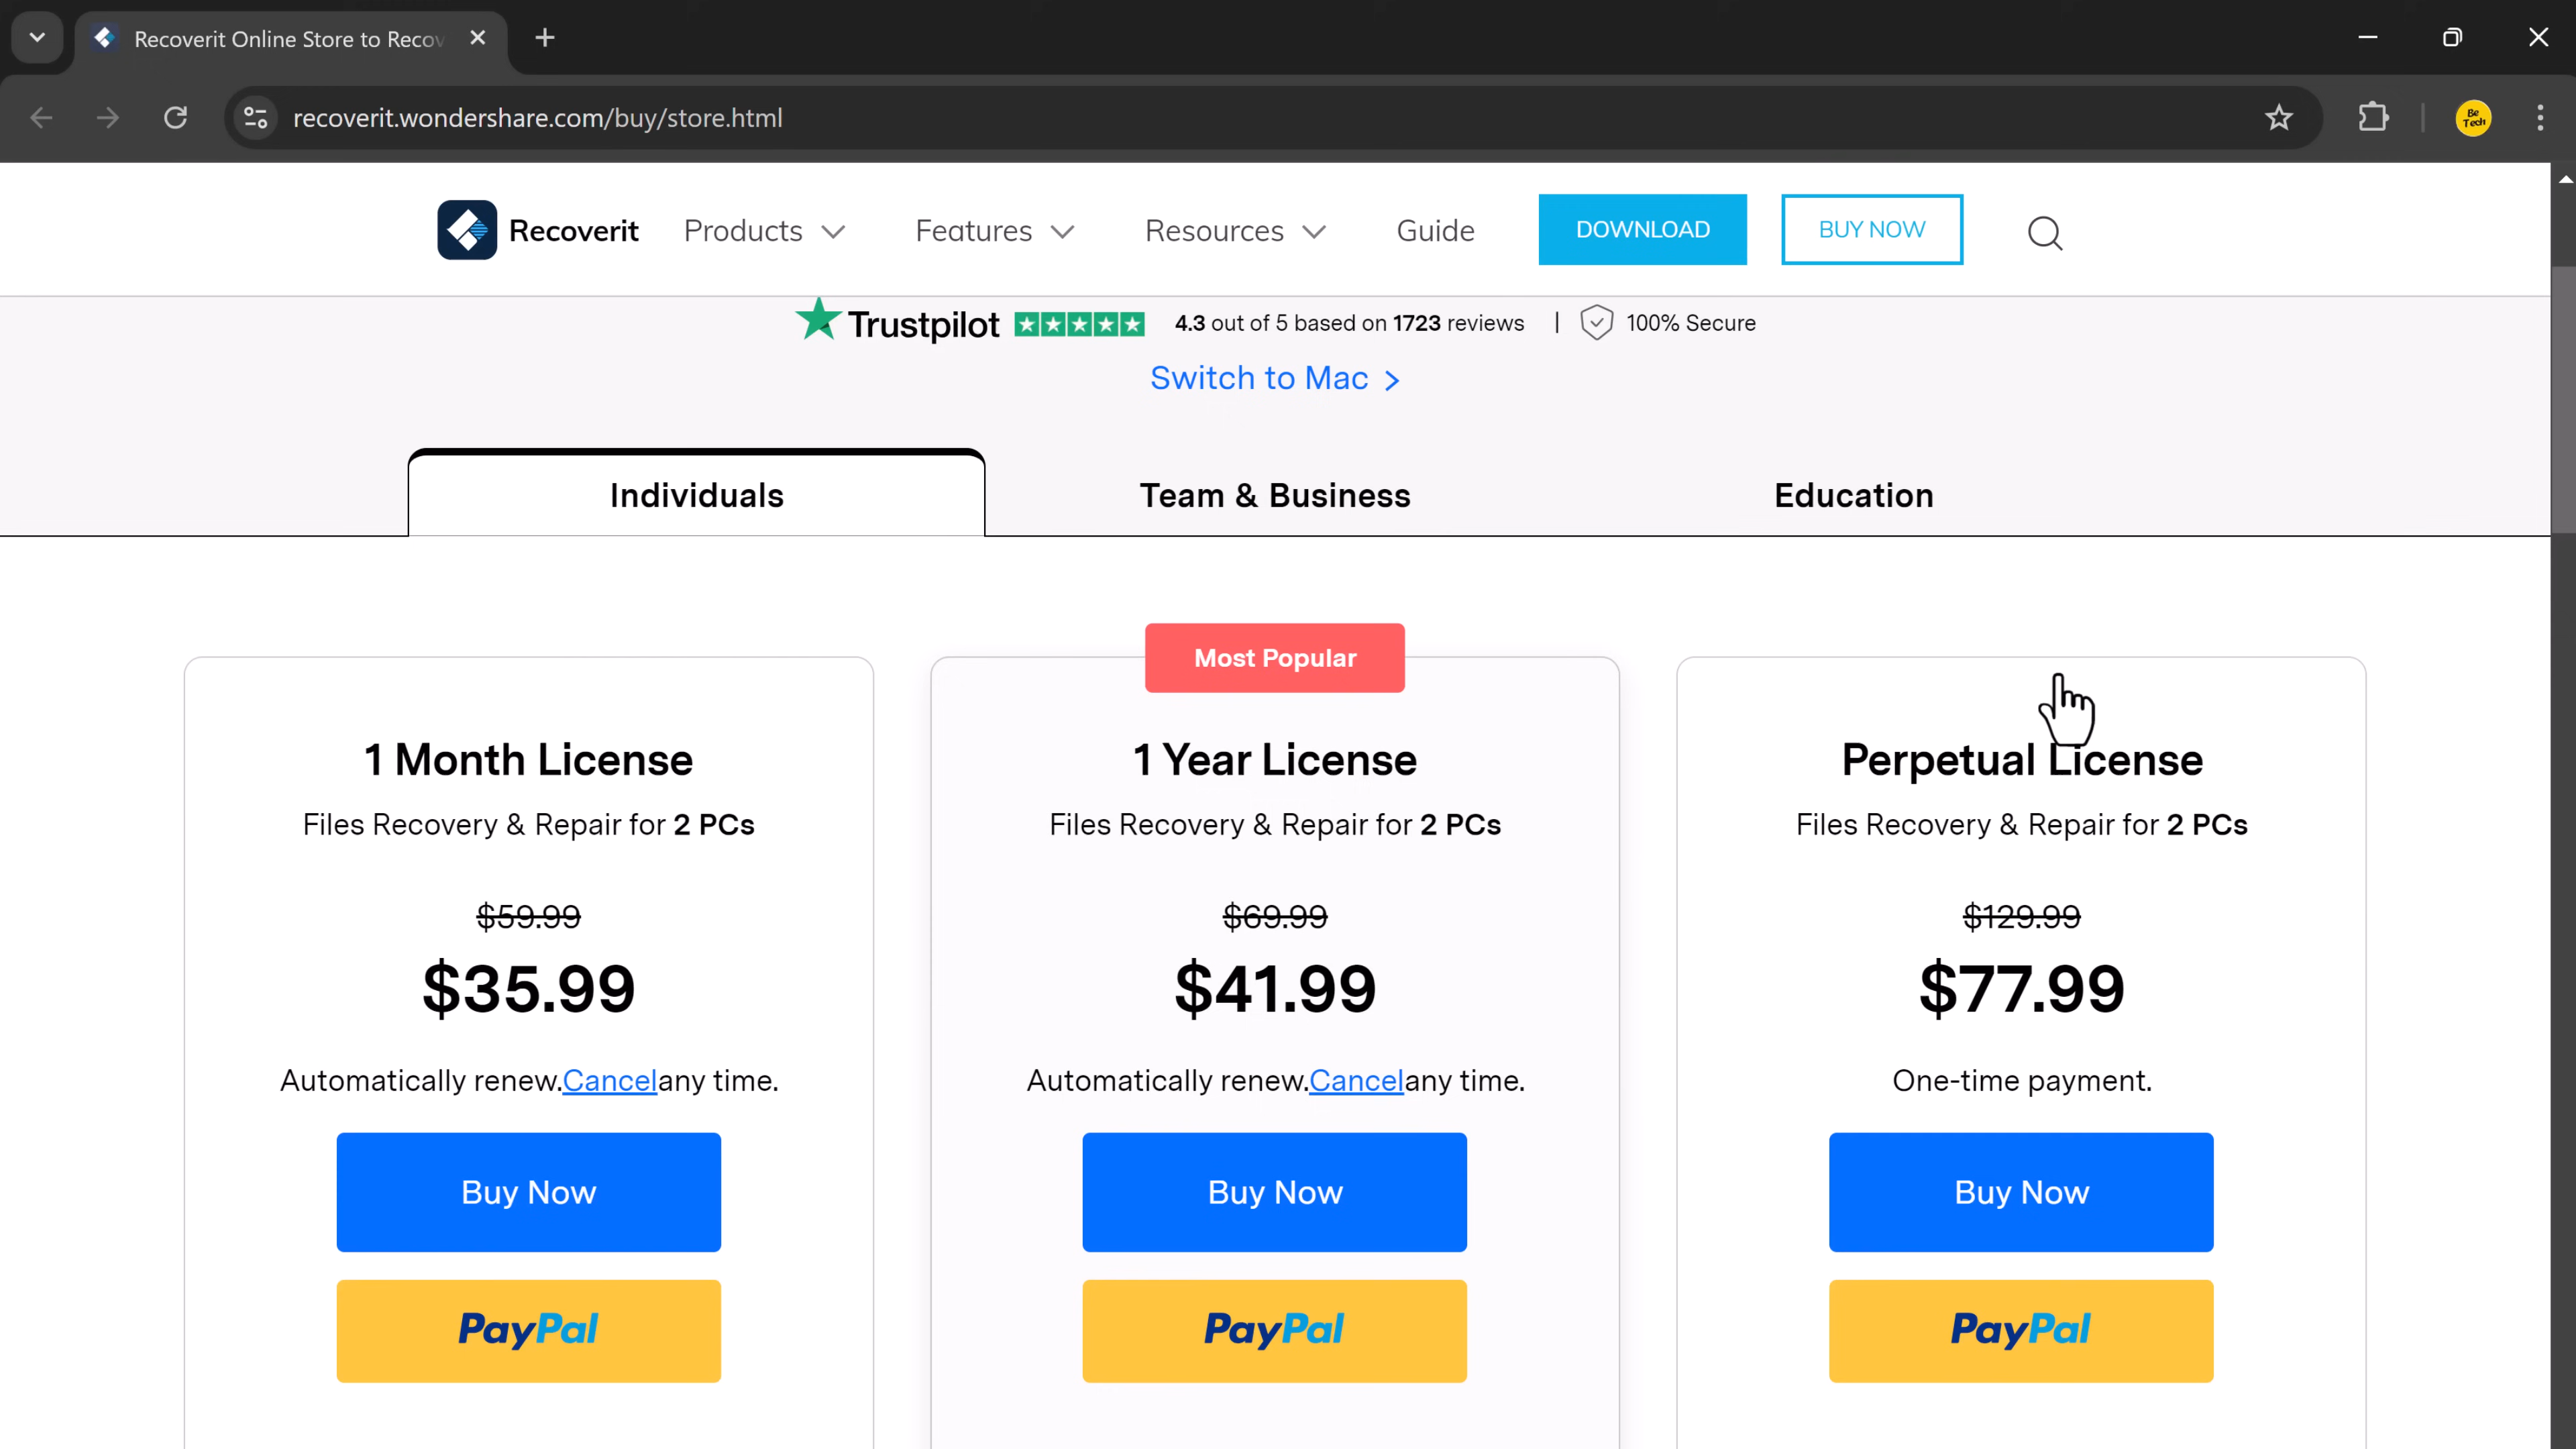 Recoverit Online Store to Recov
recoverit.wondershare.com/buy/store.html
Be
Tech
Recoverit Products Features Resources Guide DOWNLOAD BUY NOW
Trustpilot 4.3 out of 5 based on 1723 reviews | 100% Secure
Switch to Mac >
Individuals Team & Business Education
Most Popular
1 Month License
Files Recovery & Repair for 2 PCs
$59.99
$35.99
Automatically renew.Cancelany time.
Buy Now
PayPal
1 Year License
Files Recovery & Repair for 2 PCs
$69.99
$41.99
Automatically renew.Cancelany time.
Buy Now
PayPal
Perpetual License
Files Recovery & Repair for 2 PCs
$129.99
$77.99
One-time payment.
Buy Now
PayPal